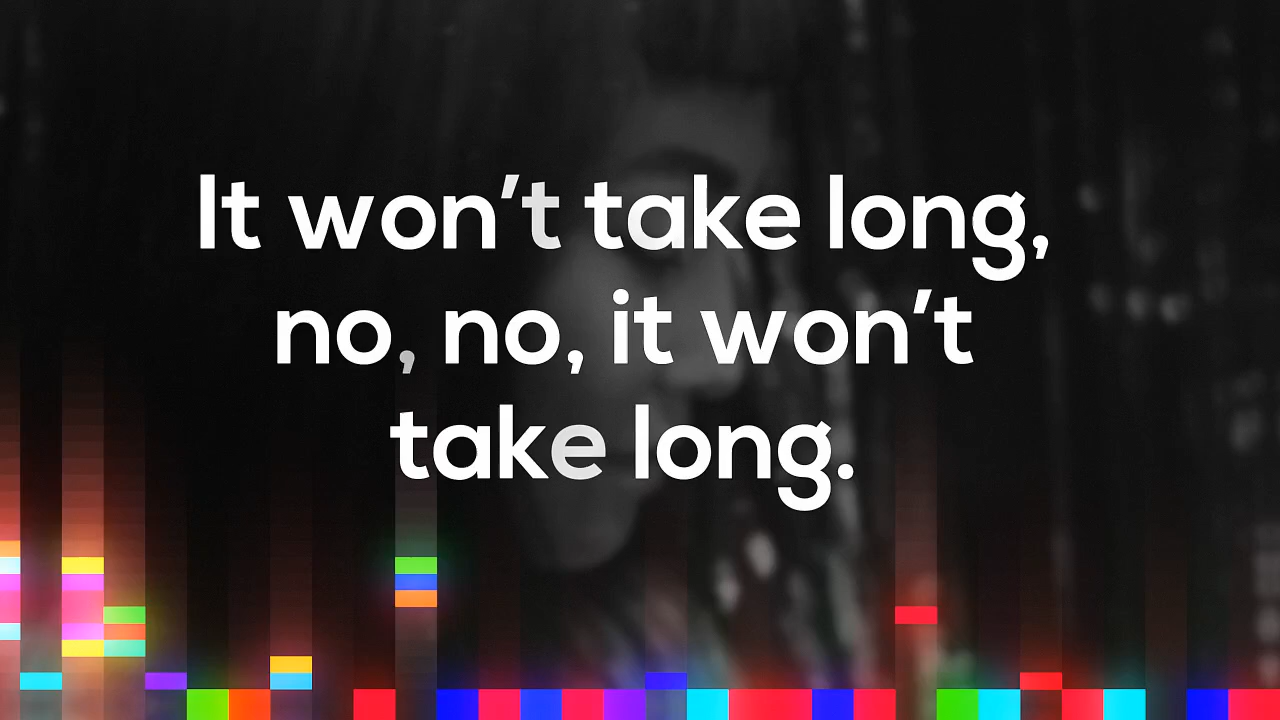 It won’t take long,
no, no, it won’t
take long.